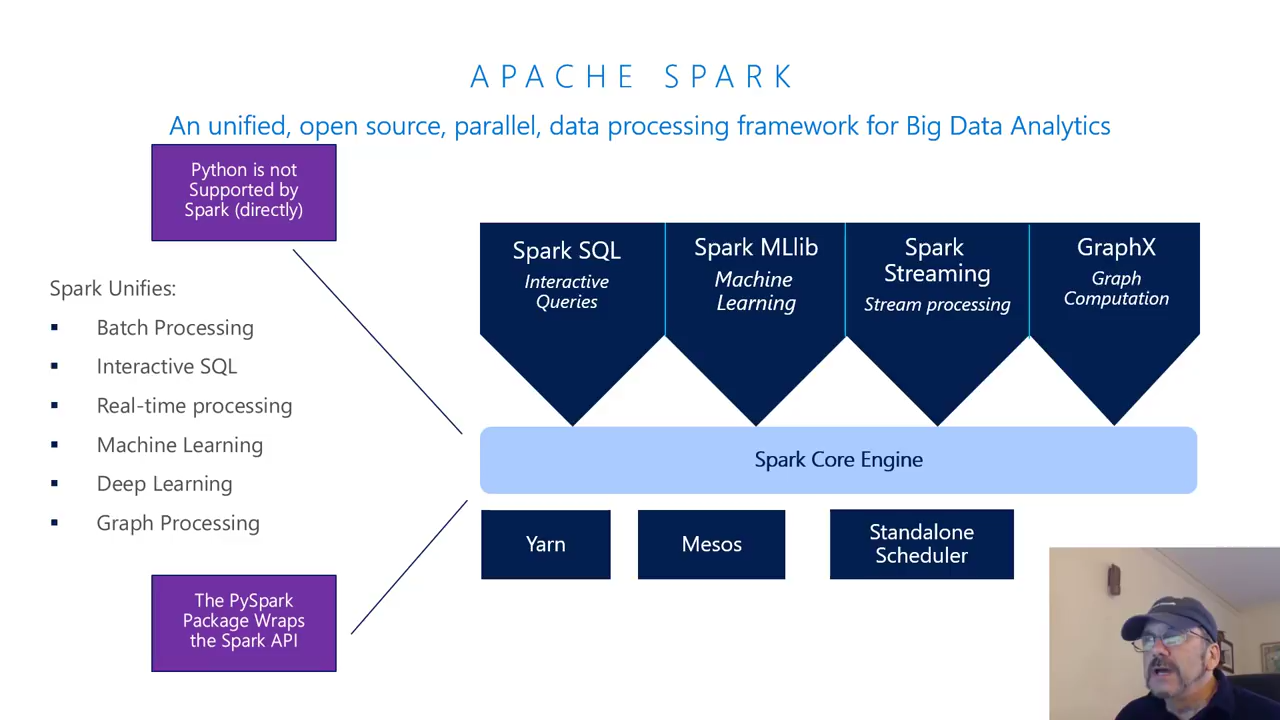 APACHE SPARK
An unified, open source, parallel, data processing framework for Big Data Analytics
Python is not
Supported by
Spark (directly)
Spark Unifies:
Batch Processing
Interactive SQL
Real-time processing
Machine Learning
Deep Learning
Graph Processing
The PySpark
Package Wraps
the Spark API
Spark SQL
Interactive
Queries
Spark MLlib
Machine
Learning
Spark
Streaming
Stream processing
GraphX
Graph
Computation
Spark Core Engine
Yarn
Mesos
Standalone
Scheduler